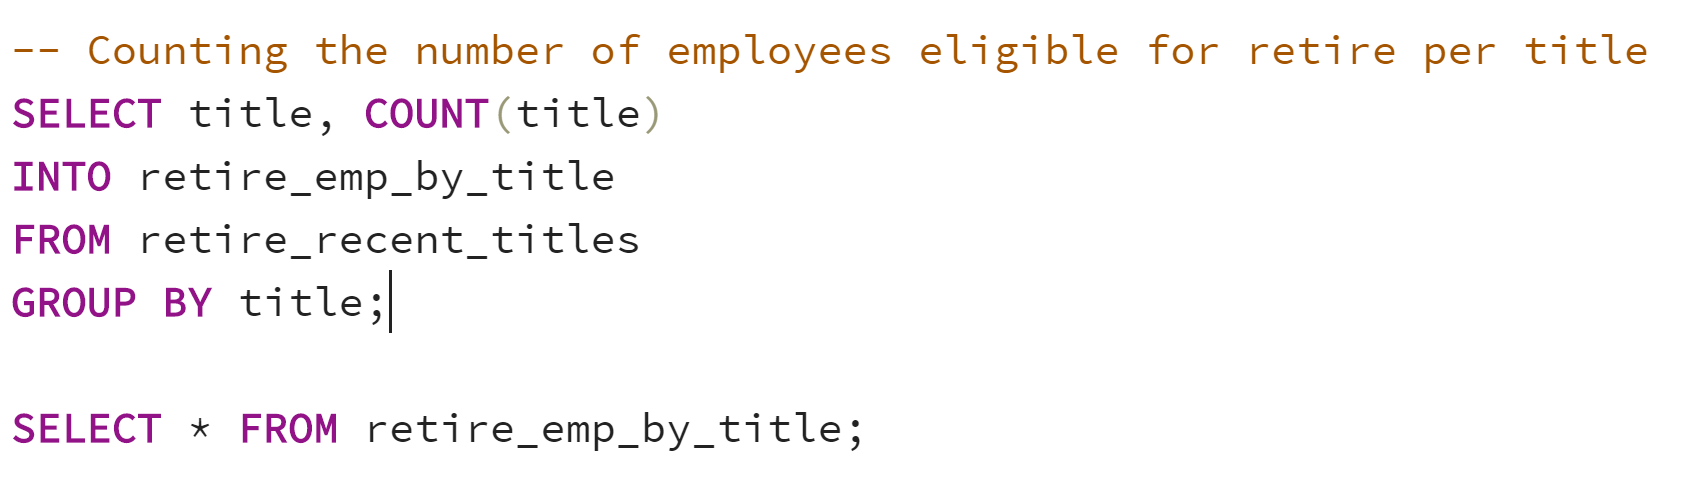 -- Counting the number of employees eligible for retire per title
SELECT title, COUNT(title)
INTO retire_emp_by_title
FROM retire_recent_titles
GROUP BY title;
SELECT * FROM retire_emp_by_title;